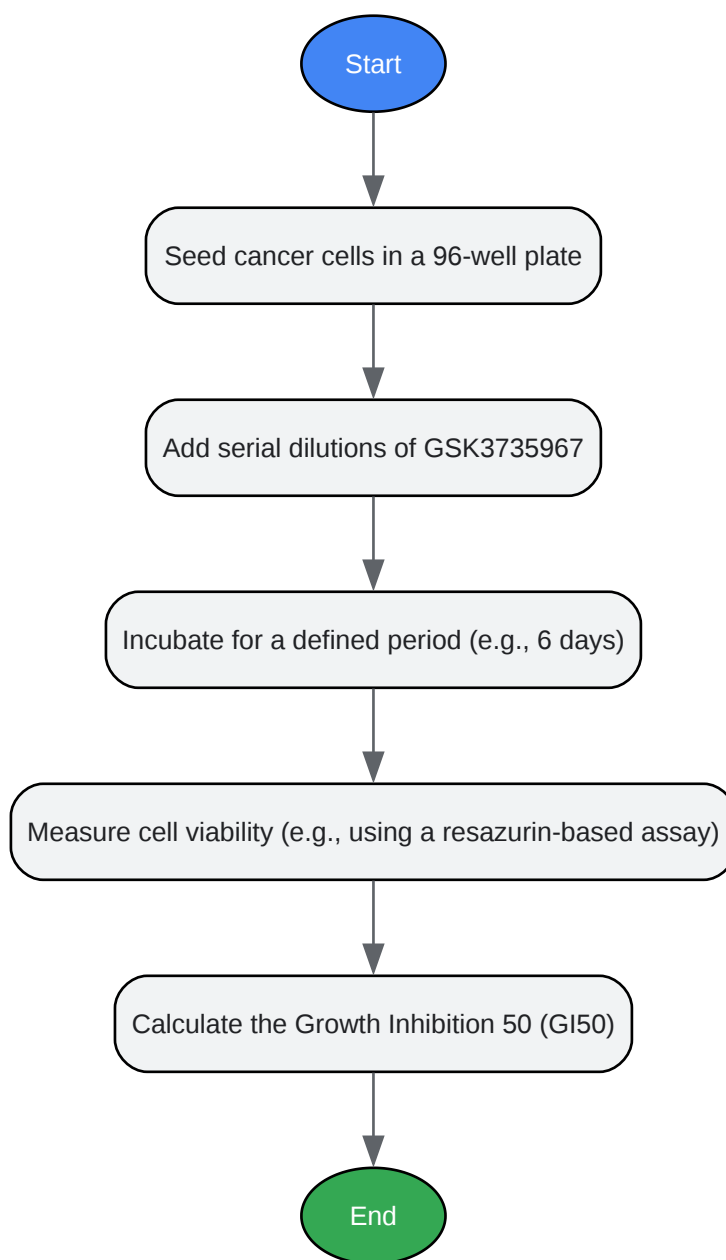 Start
Seed cancer cells in a 96-well plate
Add serial dilutions of GSK3735967
Incubate for a defined period (e.g., 6 days)
Measure cell viability (e.g., using a resazurin-based assay)
Calculate the Growth Inhibition 50 (GI50)
End